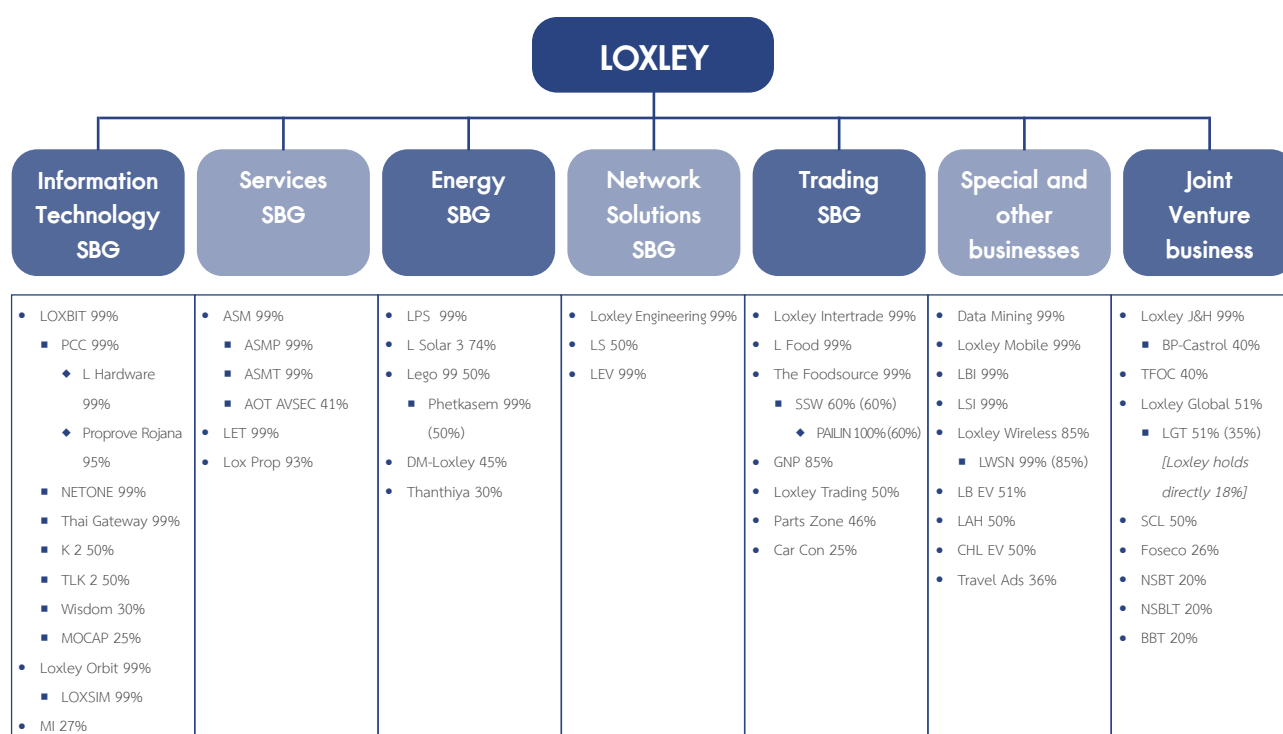 LOXLEY
Information
Technology
SBG
Services
SBG
Energy
SBG
Network
Solutions
SBG
Trading
SBG
Special and
other
businesses
Joint
Venture
business
• LOXBIT 99%
▪ PCC 99%
◆ L Hardware
99%
◆ Proprove Rojana
95%
▪ NETONE 99%
▪ Thai Gateway 99%
▪ K 2 50%
▪ TLK 2 50%
▪ Wisdom 30%
▪ MOCAP 25%
• Loxley Orbit 99%
▪ LOXSIM 99%
• MI 27%
• ASM 99%
▪ ASMP 99%
▪ ASMT 99%
▪ AOT AVSEC 41%
• LET 99%
• Lox Prop 93%
• LPS 99%
• L Solar 3 74%
• Lego 99 50%
▪ Phetkasem 99%
(50%)
• DM-Loxley 45%
• Thanthiya 30%
• Loxley Engineering 99%
• LS 50%
• LEV 99%
• Loxley Intertrade 99%
• L Food 99%
• The Foodsource 99%
▪ SSW 60% (60%)
◆ PAILIN 100% (60%)
• GNP 85%
• Loxley Trading 50%
• Parts Zone 46%
• Car Con 25%
• Data Mining 99%
• Loxley Mobile 99%
• LBI 99%
• LSI 99%
• Loxley Wireless 85%
▪ LWSN 99% (85%)
• LB EV 51%
• LAH 50%
• CHL EV 50%
• Travel Ads 36%
• Loxley J&H 99%
▪ BP-Castrol 40%
• TFOC 40%
• Loxley Global 51%
▪ LGT 51% (35%)
[Loxley holds
directly 18%]
• SCL 50%
• Foseco 26%
• NSBT 20%
• NSBLT 20%
• BBT 20%